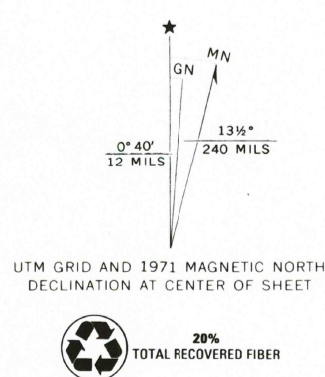 MN
GN
0° 40'
12 MILS
13½°
240 MILS
UTM GRID AND 1971 MAGNETIC NORTH
DECLINATION AT CENTER OF SHEET
20%
TOTAL RECOVERED FIBER